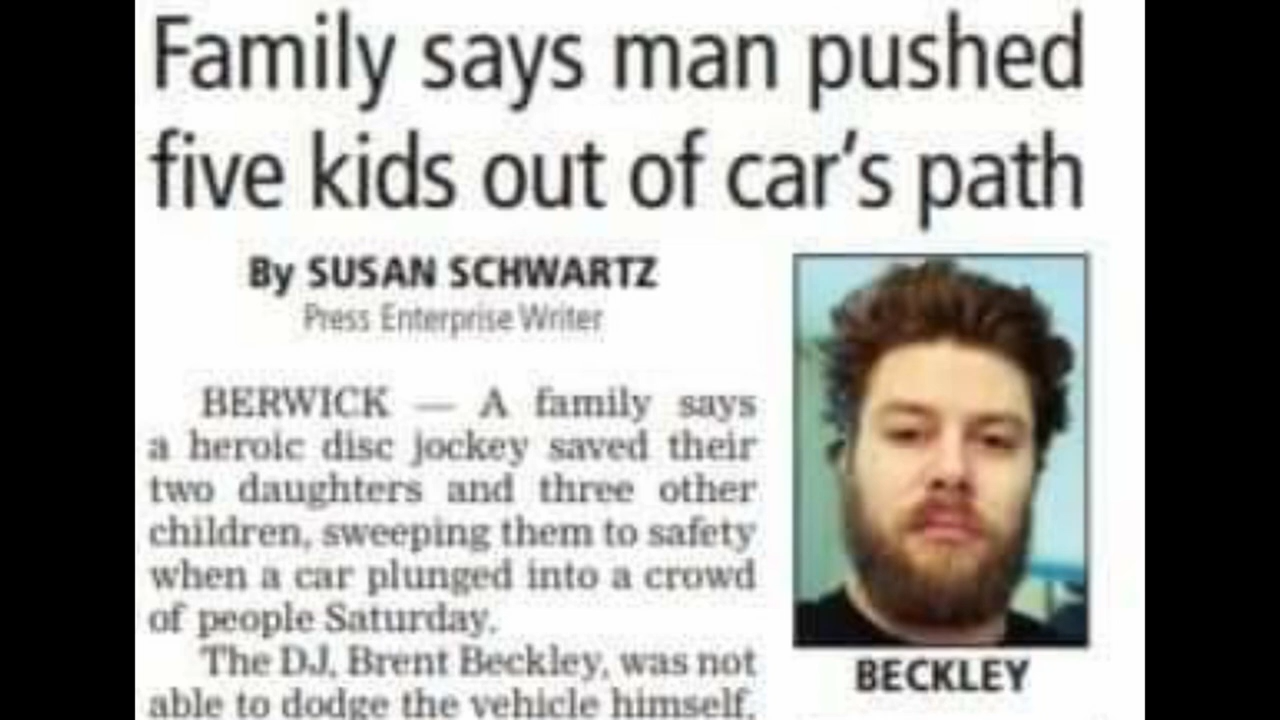 Family says man pushed
five kids out of car's path
By SUSAN SCHWARTZ
Press Enterprise Writer
BERWICK — A family says
a heroic disc jockey saved their
two daughters and three other
children, sweeping them to safety
when a car plunged into a crowd
of people Saturday.
The DJ, Brent Beckley, was not
able to dodge the vehicle himself,
BECKLEY